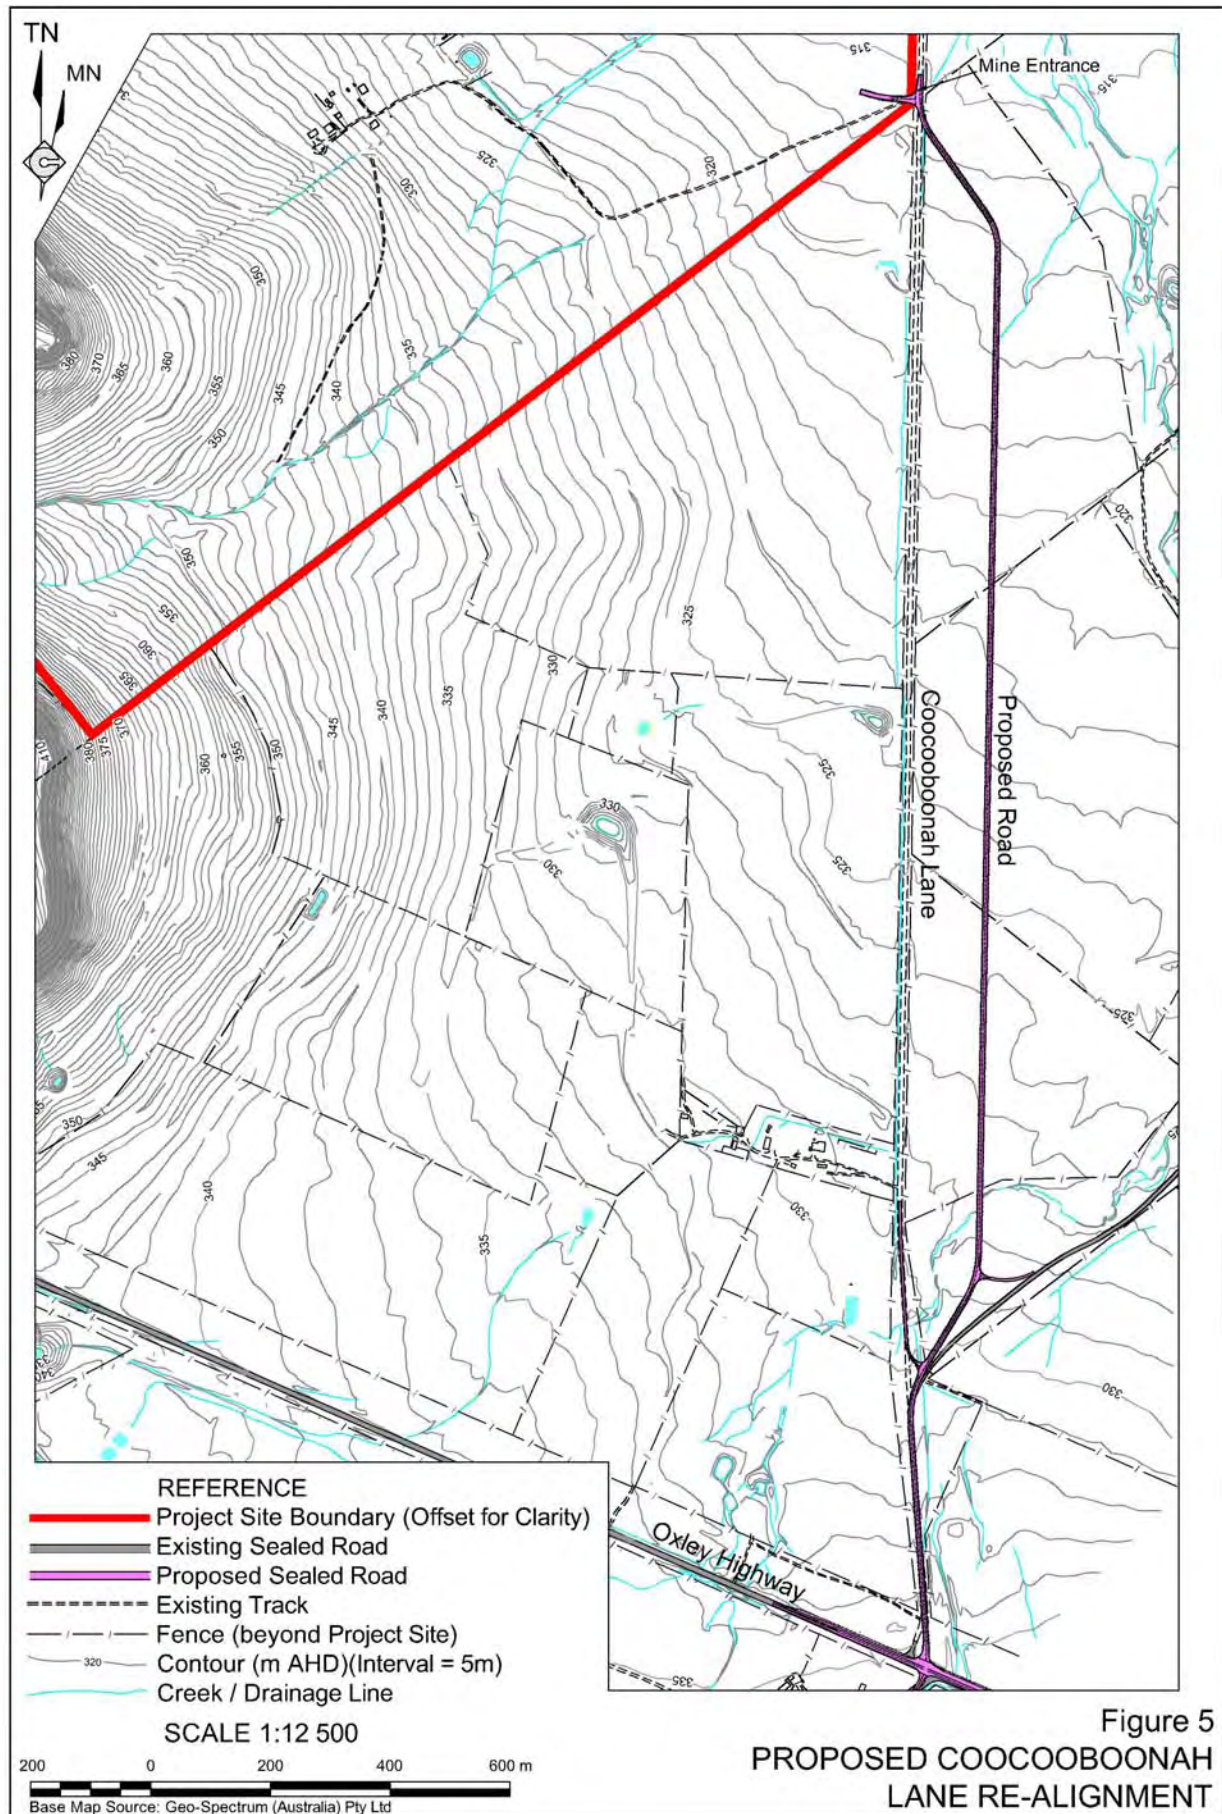 TN
MN
Mine Entrance
315
315
325
330
320
350
335
380
370
365
360
355
345
340
350
350
355
360
365
370
375
380
410
325
320
330
335
340
345
350
355
360
330
330
325
325
325
Coocooboonah Lane
Proposed Road
350
345
340
335
330
330
340
335
Oxley Highway
REFERENCE
Project Site Boundary (Offset for Clarity)
Existing Sealed Road
Proposed Sealed Road
Existing Track
Fence (beyond Project Site)
320
Contour (m AHD)(Interval = 5m)
Creek / Drainage Line
SCALE 1:12 500
200 0 200 400 600 m
Base Map Source: Geo-Spectrum (Australia) Pty Ltd
Figure 5
PROPOSED COOCOOBOONAH
LANE RE-ALIGNMENT